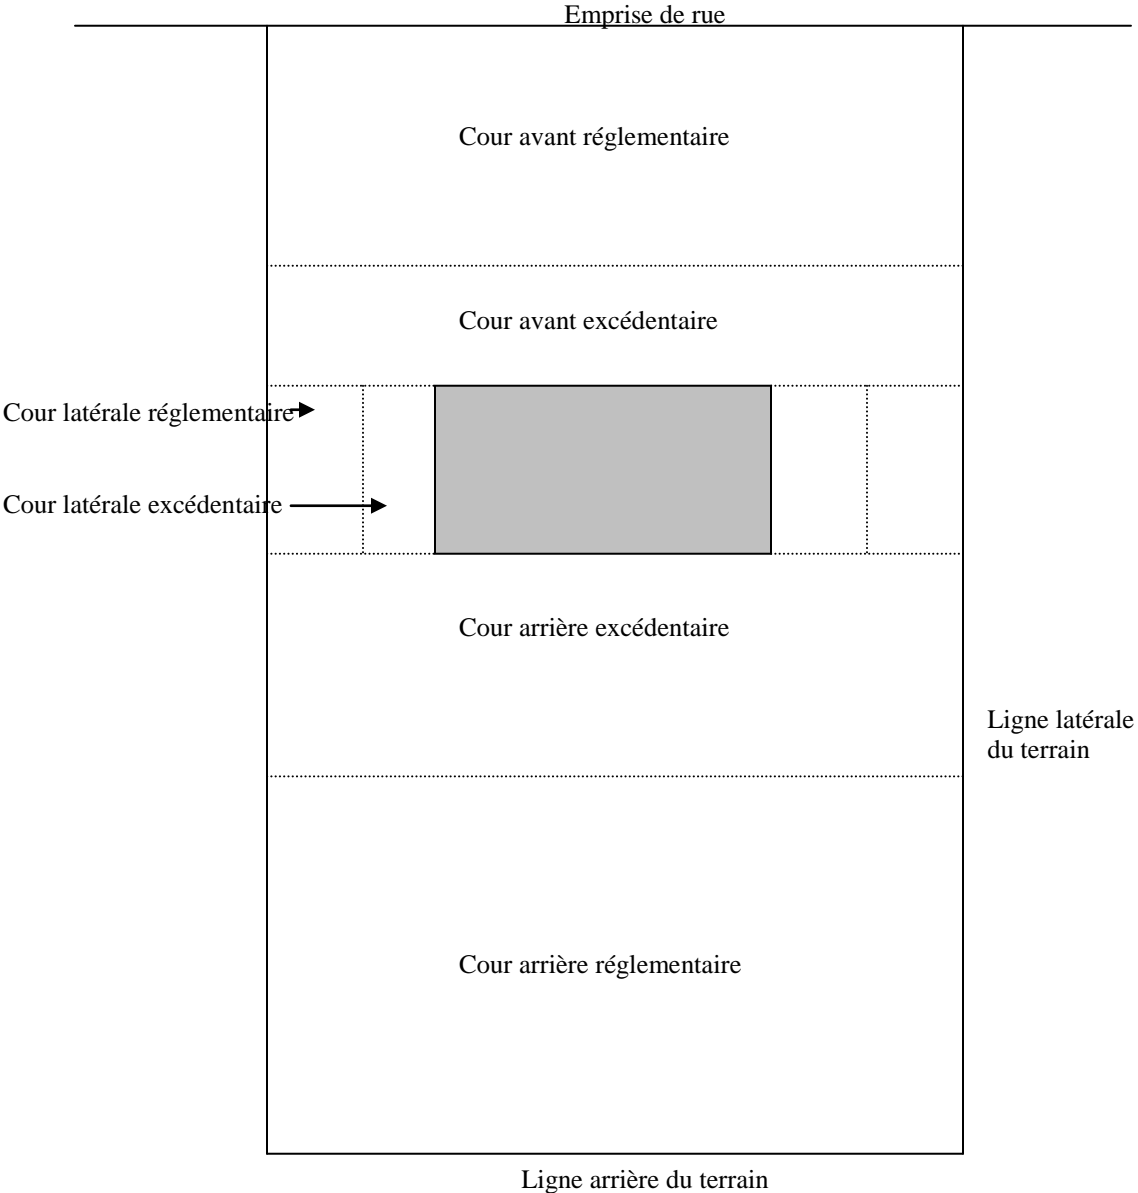 Emprise de rue
Cour avant réglementaire
Cour avant excédentaire
Cour latérale réglementaire
Cour latérale excédentaire
Cour arrière excédentaire
Ligne latérale
du terrain
Cour arrière réglementaire
Ligne arrière du terrain